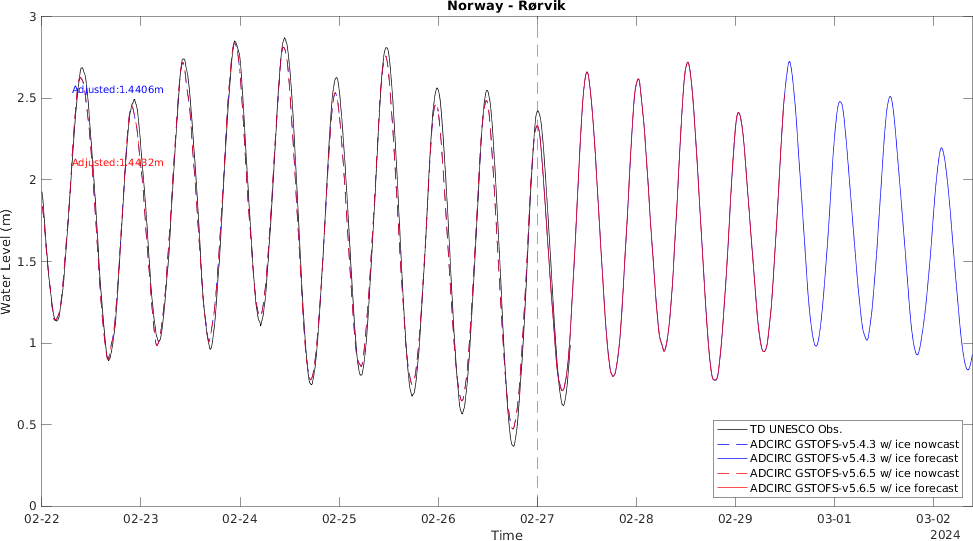 Norway - Rørvik
3
2.5
2
1.5
1
0.5
0
Water Level (m)
Adjusted:1.4406m
Adjusted:1.4432m
TD UNESCO Obs.
ADCIRC GSTOFS-v5.4.3 w/ ice nowcast
ADCIRC GSTOFS-v5.4.3 w/ ice forecast
ADCIRC GSTOFS-v5.6.5 w/ ice nowcast
ADCIRC GSTOFS-v5.6.5 w/ ice forecast
02-22 02-23 02-24 02-25 02-26 02-27 02-28 02-29 03-01 03-02
Time
2024